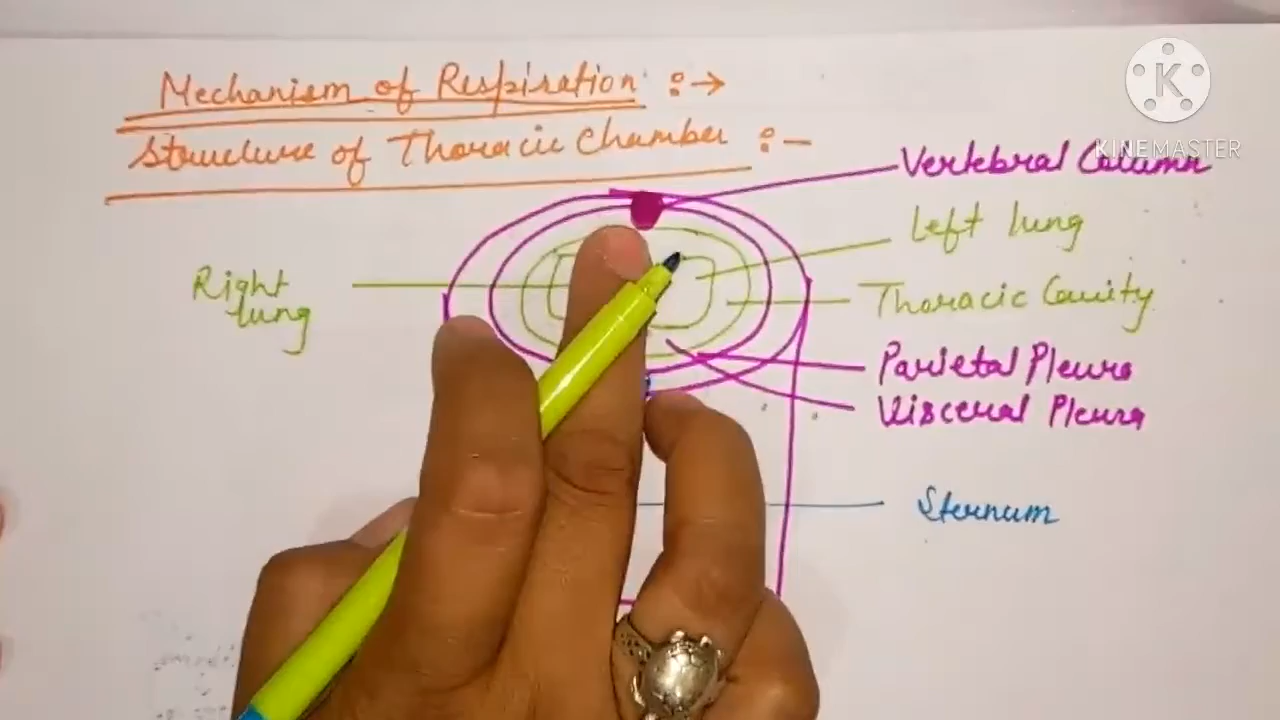 Mechanism of Respiration :→
Structure of Thoracic Chamber :-
K
KINEMASTER
Vertebral Column
Left lung
Right lung
Thoracic Cavity
Parietal Pleura
Visceral Pleura
Sternum